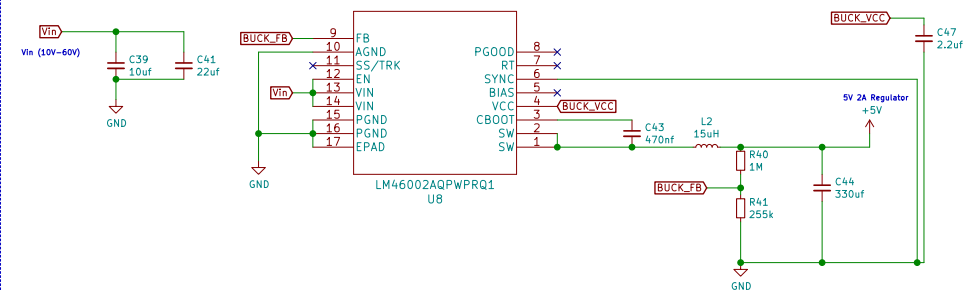 Vin
Vin (10V-60V)
C39
10uf
C41
22uf
GND
BUCK_FB
Vin
GND
9 FB
10 AGND
11 SS/TRK
12 EN
13 VIN
14 VIN
15 PGND
16 PGND
17 EPAD
PGOOD 8
RT 7
SYNC 6
BIAS 5
VCC 4
CBOOT 3
SW 2
SW 1
LM46002AQPWPRQ1
U8
BUCK_VCC
C43
470nf
L2
15uH
R40
1M
BUCK_FB
R41
255k
GND
5V 2A Regulator
+5V
C44
330uf
BUCK_VCC
C47
2.2uf